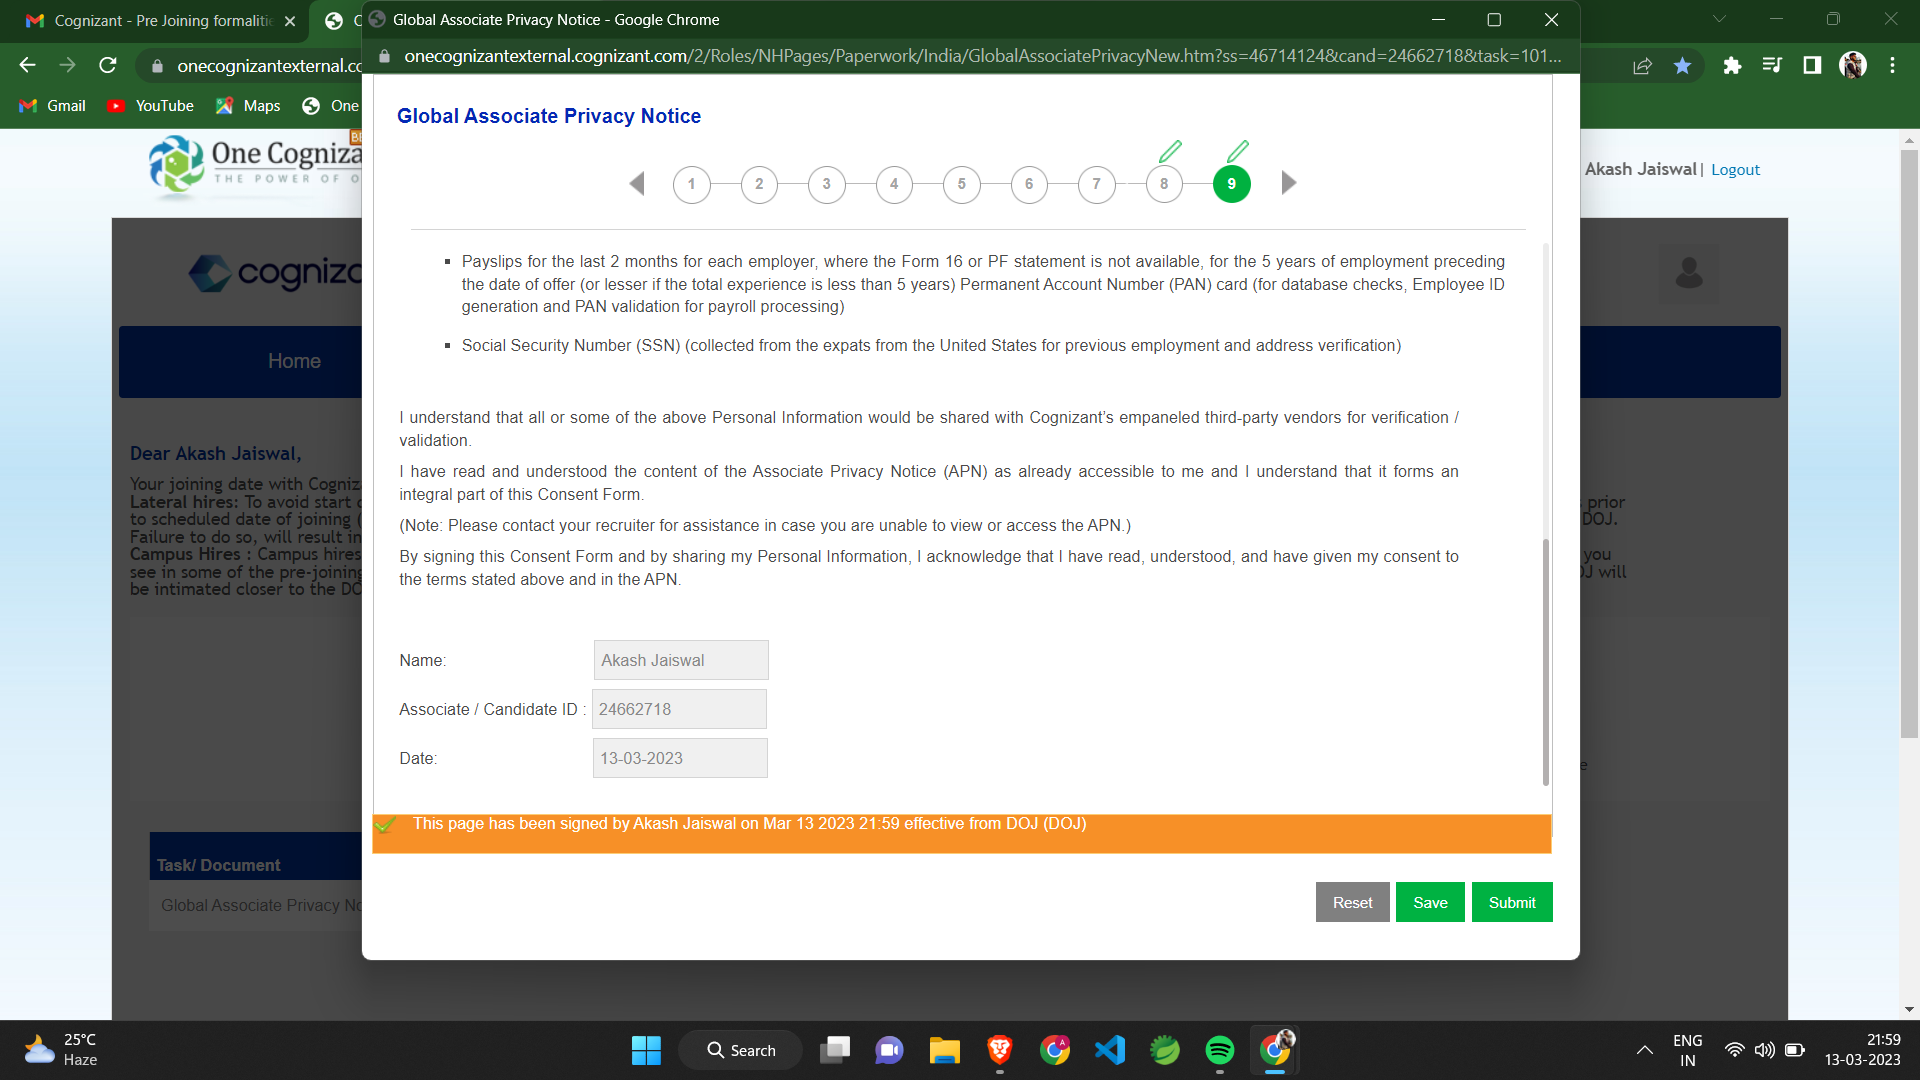 Cognizant - Pre Joining formalitie
Global Associate Privacy Notice - Google Chrome
onecognizantexternal.co
onecognizantexternal.cognizant.com/2/Roles/NHPages/Paperwork/India/GlobalAssociatePrivacyNew.htm?ss=46714124&cand=24662718&task=101...
Gmail
YouTube
Maps
One
One Cogniza
THE POWER OF O
Akash Jaiswal | Logout
Global Associate Privacy Notice
1 2 3 4 5 6 7 8 9
cogniza
Home
Dear Akash Jaiswal,
Your joining date with Cogniz
Lateral hires: To avoid start d
prior
to scheduled date of joining (
DOJ.
Failure to do so, will result in
Campus Hires : Campus hires
you
see in some of the pre-joining
DJ will
be intimated closer to the DO
▪ Payslips for the last 2 months for each employer, where the Form 16 or PF statement is not available, for the 5 years of employment preceding
the date of offer (or lesser if the total experience is less than 5 years) Permanent Account Number (PAN) card (for database checks, Employee ID
generation and PAN validation for payroll processing)
▪ Social Security Number (SSN) (collected from the expats from the United States for previous employment and address verification)
I understand that all or some of the above Personal Information would be shared with Cognizant’s empaneled third-party vendors for verification /
validation.
I have read and understood the content of the Associate Privacy Notice (APN) as already accessible to me and I understand that it forms an
integral part of this Consent Form.
(Note: Please contact your recruiter for assistance in case you are unable to view or access the APN.)
By signing this Consent Form and by sharing my Personal Information, I acknowledge that I have read, understood, and have given my consent to
the terms stated above and in the APN.
Name: Akash Jaiswal
Associate / Candidate ID : 24662718
Date: 13-03-2023
This page has been signed by Akash Jaiswal on Mar 13 2023 21:59 effective from DOJ (DOJ)
Task/ Document
Global Associate Privacy No
Reset
Save
Submit
25°C
Haze
Search
ENG
IN
21:59
13-03-2023